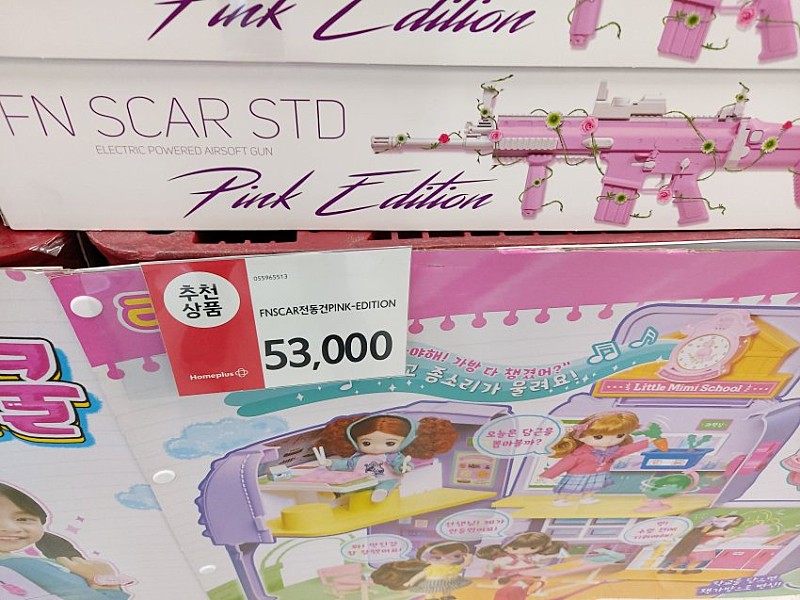 Pink Edition
FN SCAR STD
ELECTRIC POWERED AIRSOFT GUN
Pink Edition
추천
상품
055965513
FNSCAR전동건PINK-EDITION
53,000
Homeplus
가방 다 챙겼어?"
종소리가 울려요!
Little Mimi School
오늘은 당근을
뽑아볼까?